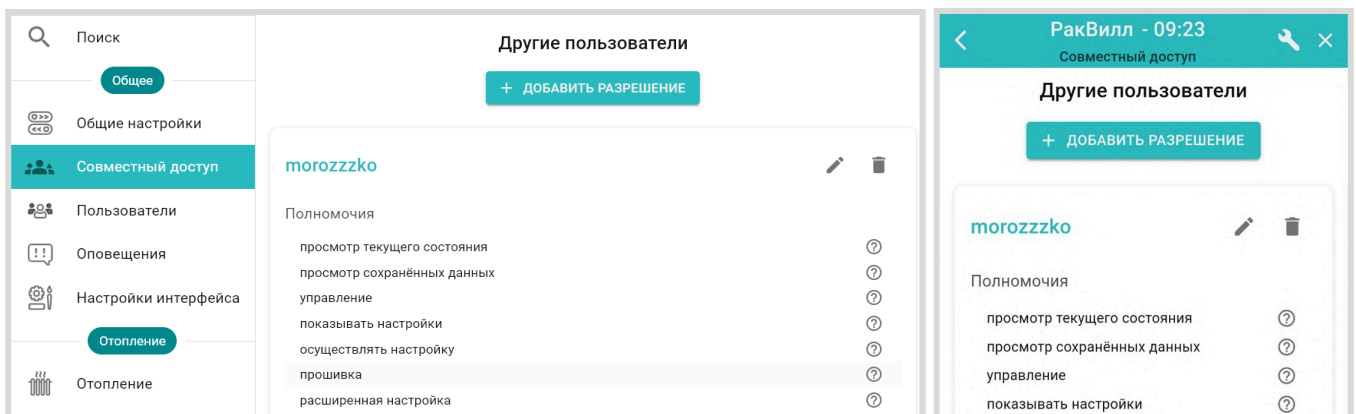 Поиск
Общее
Общие настройки
Совместный доступ
Пользователи
Оповещения
Настройки интерфейса
Отопление
Отопление
Другие пользователи
+ ДОБАВИТЬ РАЗРЕШЕНИЕ
morozzzko
Полномочия
просмотр текущего состояния
просмотр сохранённых данных
управление
показывать настройки
осуществлять настройку
прошивка
расширенная настройка
РакВилл - 09:23
Совместный доступ
Другие пользователи
+ ДОБАВИТЬ РАЗРЕШЕНИЕ
morozzzko
Полномочия
просмотр текущего состояния
просмотр сохранённых данных
управление
показывать настройки